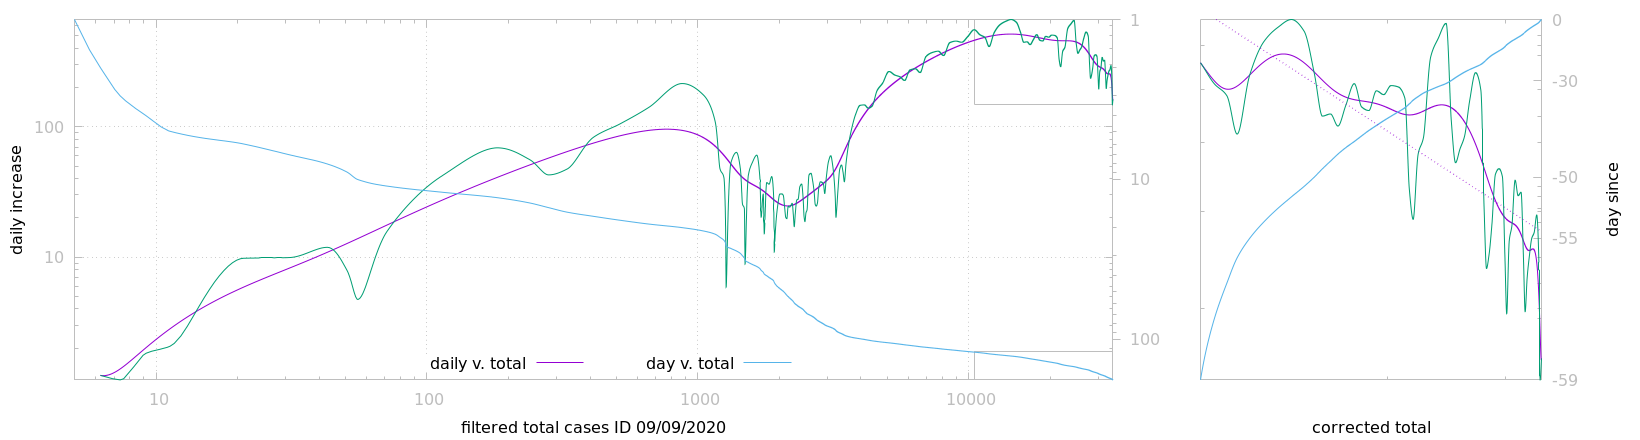 daily increase
100
10
10
100
1000
10000
1
10
100
daily v. total
day v. total
filtered total cases ID 09/09/2020
0
-30
-50
-55
-59
day since
corrected total